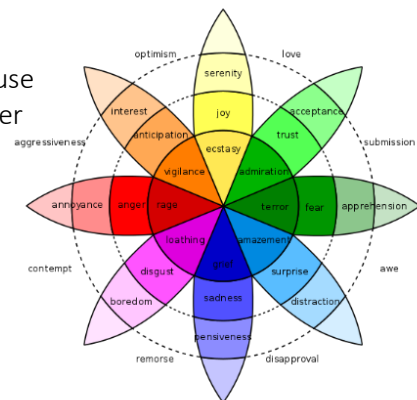 optimism
love
use
serenity
er
interest
acceptance
joy
anticipation
trust
aggressiveness
submission
ecstasy
vigilance
admiration
annoyance anger rage terror fear apprehension
loathing
amazement
contempt
grief
awe
disgust
surprise
boredom
sadness
distraction
pensiveness
remorse
disapproval